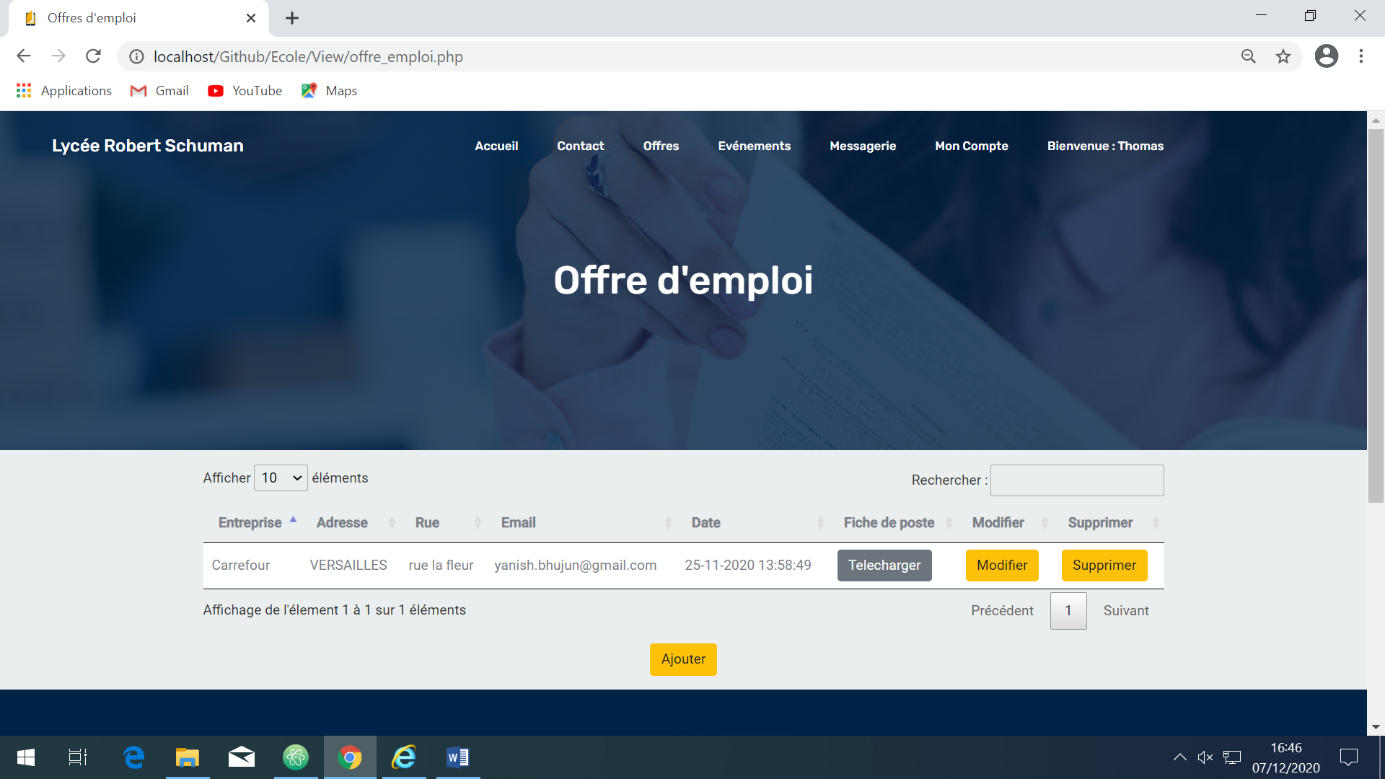 Offres d'emploi
localhost/Github/Ecole/View/offre_emploi.php
Applications Gmail YouTube Maps
Lycée Robert Schuman Accueil Contact Offres Evénements Messagerie Mon Compte Bienvenue : Thomas
Offre d'emploi
Afficher 10 éléments Rechercher :
Entreprise Adresse Rue Email Date Fiche de poste Modifier Supprimer
Carrefour VERSAILLES rue la fleur yanish.bhujun@gmail.com 25-11-2020 13:58:49 Telecharger Modifier Supprimer
Affichage de l'élement 1 à 1 sur 1 éléments Précédent 1 Suivant
Ajouter
16:46
07/12/2020